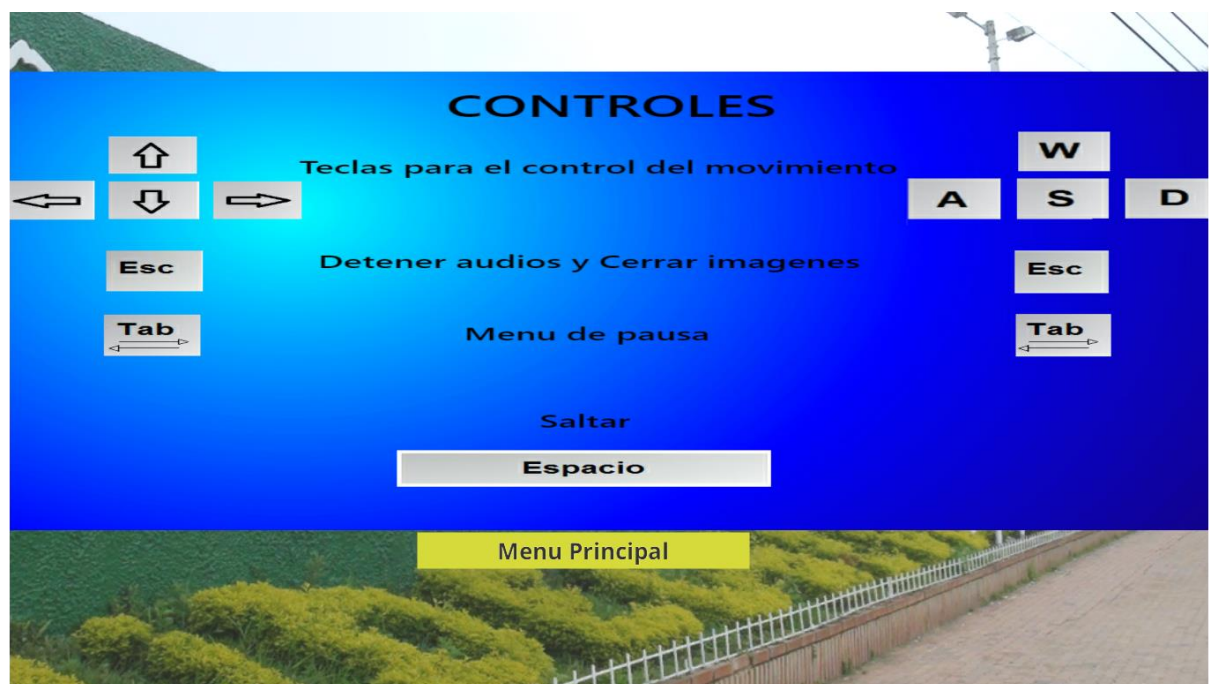 CONTROLES
W
Teclas para el control del movimiento
A S D
Esc Detener audios y Cerrar imagenes Esc
Tab Menu de pausa Tab
Saltar
Espacio
Menu Principal